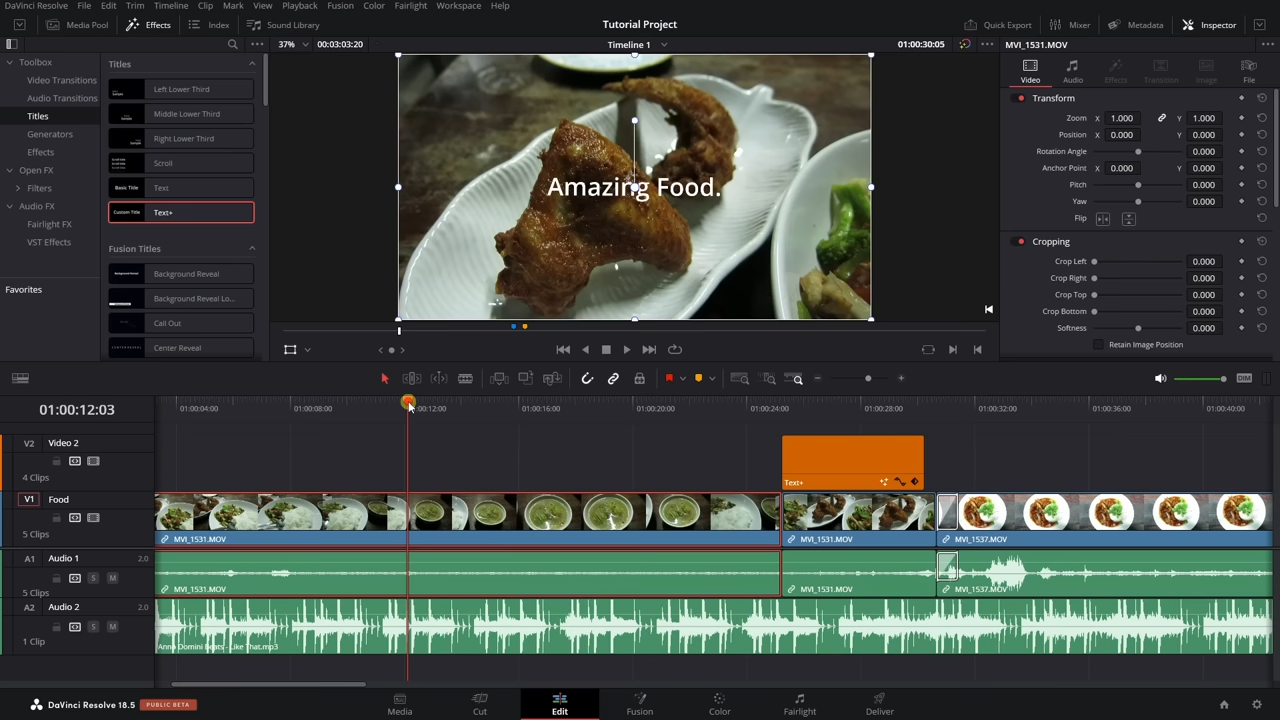 DaVinci Resolve File Edit Trim Timeline Clip Mark View Playback Fusion Color Fairlight Workspace Help
Media Pool Effects Index Sound Library Tutorial Project Quick Export Mixer Metadata Inspector
37% 00:03:03:20 Timeline 1 01:00:30:05 MVI_1531.MOV
Toolbox
Video Transitions
Audio Transitions
Titles
Generators
Effects
Open FX
Filters
Audio FX
Fairlight FX
VST Effects
Favorites
Titles
Left Lower Third
Middle Lower Third
Right Lower Third
Scroll
Basic Title Text
Custom Title Text+
Fusion Titles
Background Reveal
Background Reveal Lo...
Call Out
Center Reveal
Amazing Food.
Video Audio Effects Transition Image File
Transform
Zoom X 1.000 Y 1.000
Position X 0.000 Y 0.000
Rotation Angle 0.000
Anchor Point X 0.000 Y 0.000
Pitch 0.000
Yaw 0.000
Flip
Cropping
Crop Left 0.000
Crop Right 0.000
Crop Top 0.000
Crop Bottom 0.000
Softness 0.000
Retain Image Position
DIM
01:00:12:03
01:00:04:00 01:00:08:00 01:00:12:00 01:00:16:00 01:00:20:00 01:00:24:00 01:00:28:00 01:00:32:00 01:00:36:00 01:00:40:00
V2 Video 2
4 Clips
Text+
V1 Food
5 Clips
MVI_1531.MOV MVI_1531.MOV MVI_1537.MOV
A1 Audio 1 2.0
S M
5 Clips
MVI_1531.MOV MVI_1531.MOV MVI_1537.MOV
A2 Audio 2 2.0
S M
1 Clip
Anno Domini Beats - Like That.mp3
DaVinci Resolve 18.5 PUBLIC BETA
Media Cut Edit Fusion Color Fairlight Deliver